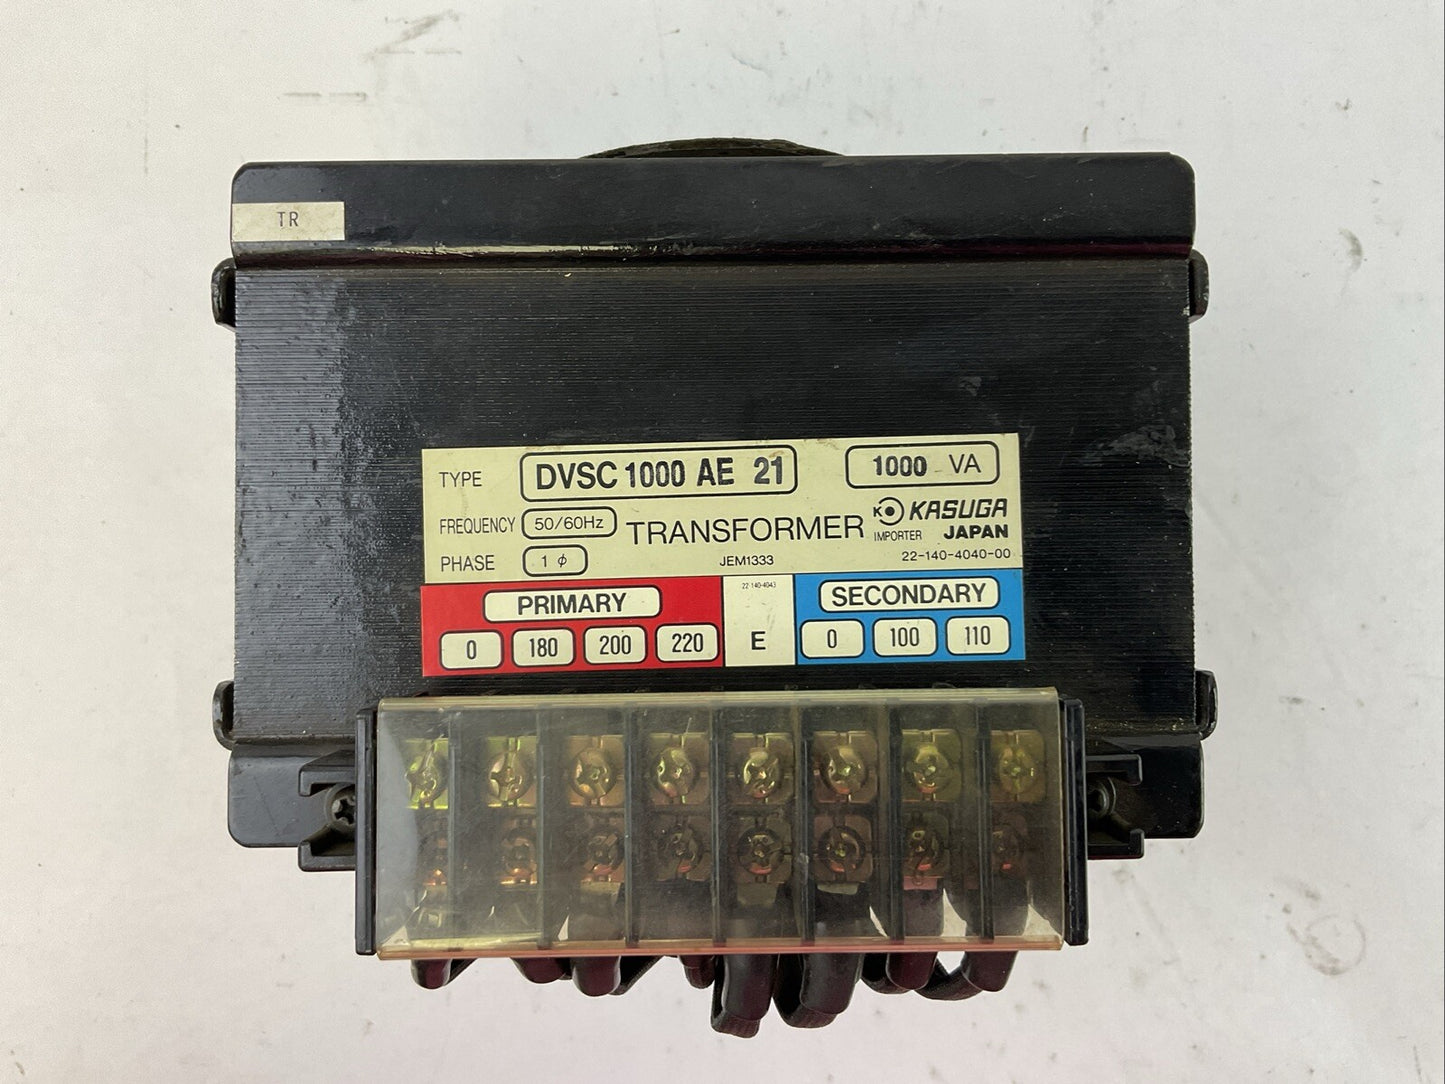 TR
TYPE DVSC 1000 AE 21 1000 VA
FREQUENCY 50/60Hz TRANSFORMER KASUGA
IMPORTER JAPAN
PHASE 1 ϕ JEM1333 22-140-4040-00
PRIMARY 22-140-4043 SECONDARY
0 180 200 220 E 0 100 110